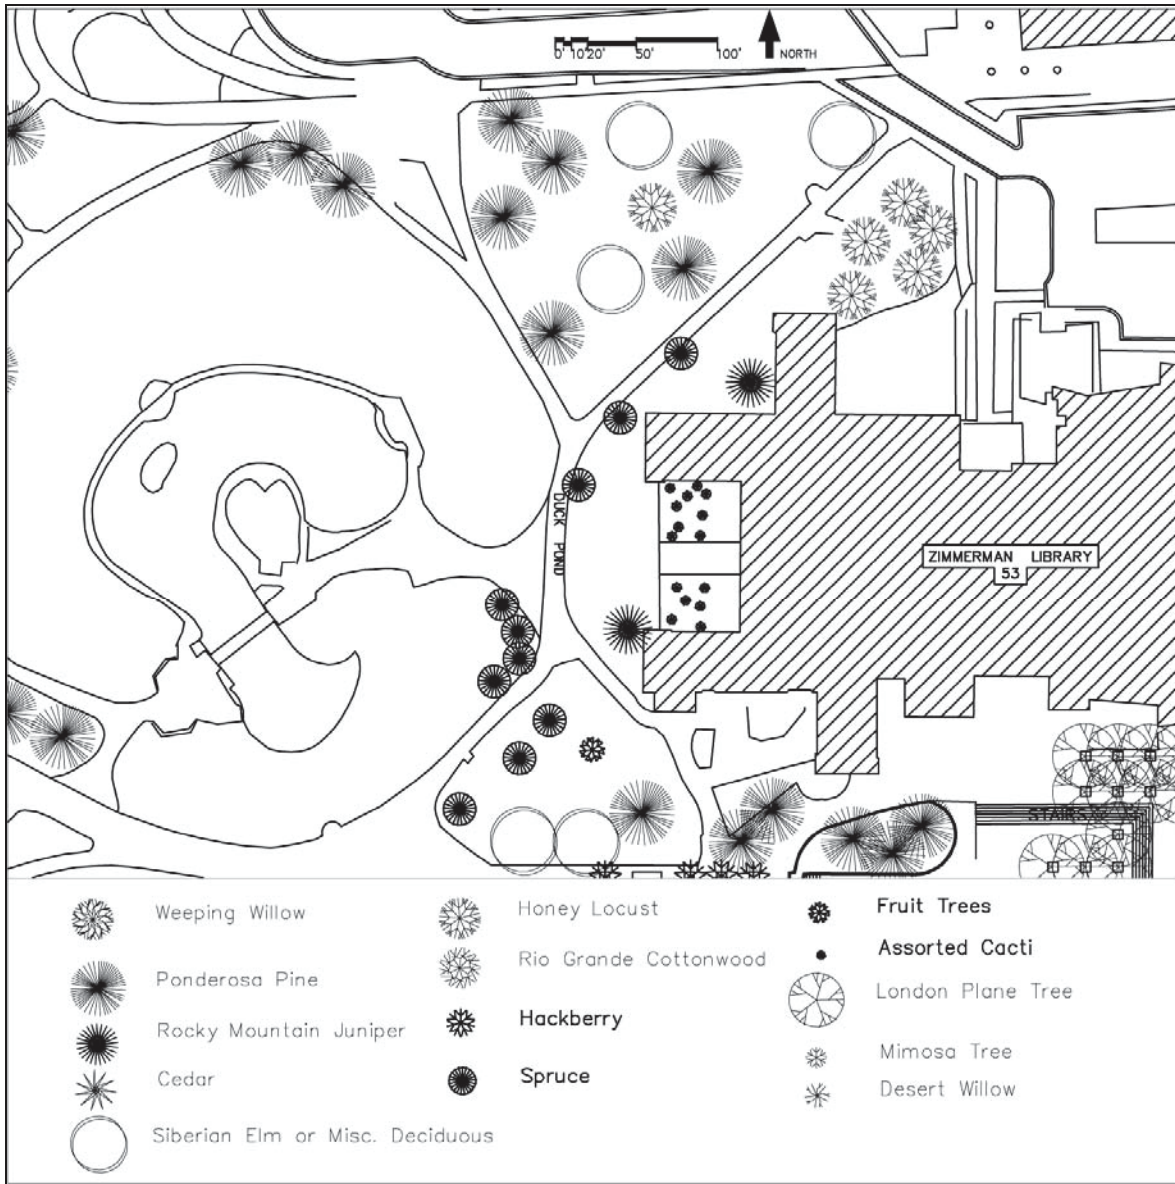 0' 10' 20' 50' 100'
NORTH
DUCK POND
ZIMMERMAN LIBRARY
53
STAIRS
Weeping Willow
Ponderosa Pine
Rocky Mountain Juniper
Cedar
Siberian Elm or Misc. Deciduous
Honey Locust
Rio Grande Cottonwood
Hackberry
Spruce
Fruit Trees
Assorted Cacti
London Plane Tree
Mimosa Tree
Desert Willow